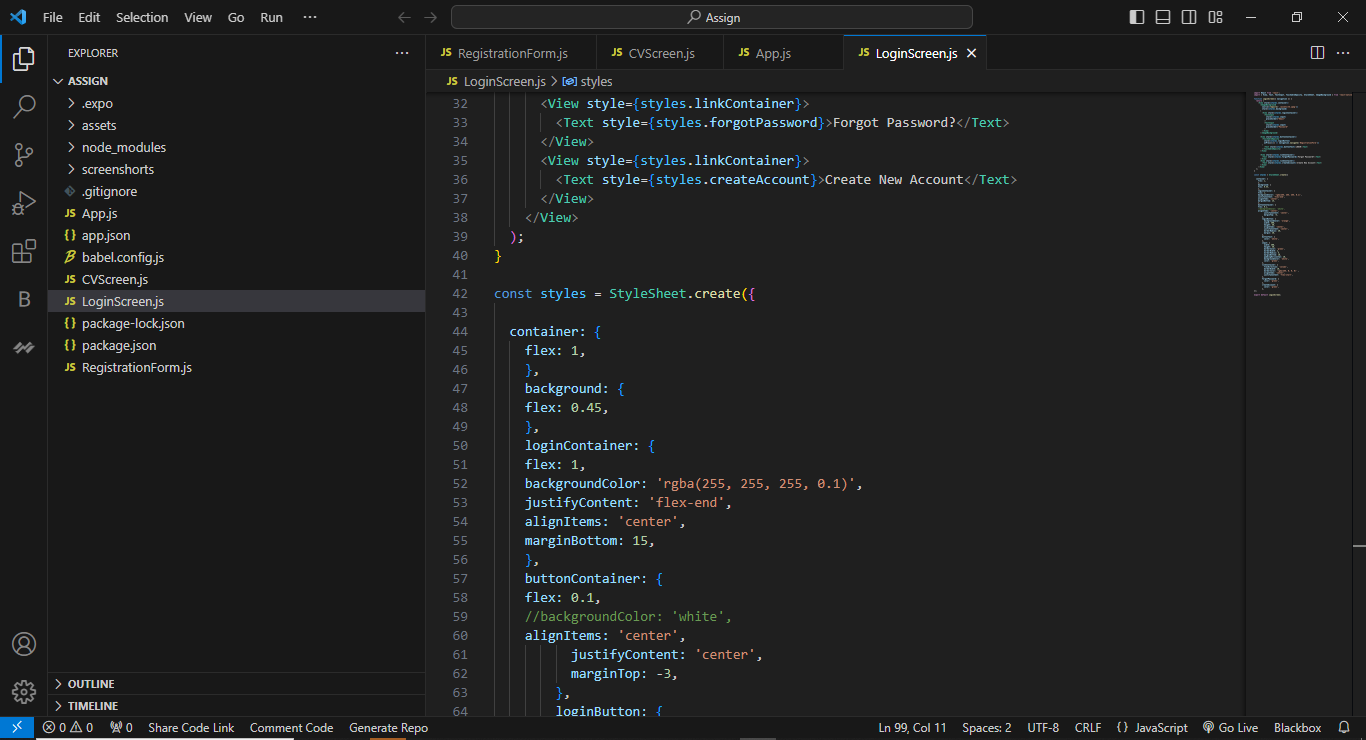 File Edit Selection View Go Run ··· Assign
EXPLORER ···
ASSIGN
.expo
assets
node_modules
screenshorts
.gitignore
JS App.js
{} app.json
babel.config.js
JS CVScreen.js
JS LoginScreen.js
{} package-lock.json
{} package.json
JS RegistrationForm.js
OUTLINE
TIMELINE
B
JS RegistrationForm.js JS CVScreen.js JS App.js JS LoginScreen.js
JS LoginScreen.js > styles
32 <View style={styles.linkContainer}>
33 <Text style={styles.forgotPassword}>Forgot Password?</Text>
34 </View>
35 <View style={styles.linkContainer}>
36 <Text style={styles.createAccount}>Create New Account</Text>
37 </View>
38 </View>
39 );
40 }
41
42 const styles = StyleSheet.create({
43
44 container: {
45 flex: 1,
46 },
47 background: {
48 flex: 0.45,
49 },
50 loginContainer: {
51 flex: 1,
52 backgroundColor: 'rgba(255, 255, 255, 0.1)',
53 justifyContent: 'flex-end',
54 alignItems: 'center',
55 marginBottom: 15,
56 },
57 buttonContainer: {
58 flex: 0.1,
59 //backgroundColor: 'white',
60 alignItems: 'center',
61 justifyContent: 'center',
62 marginTop: -3,
63 },
64 loginButton: {
0 0 0 Share Code Link Comment Code Generate Repo Ln 99, Col 11 Spaces: 2 UTF-8 CRLF {} JavaScript Go Live Blackbox